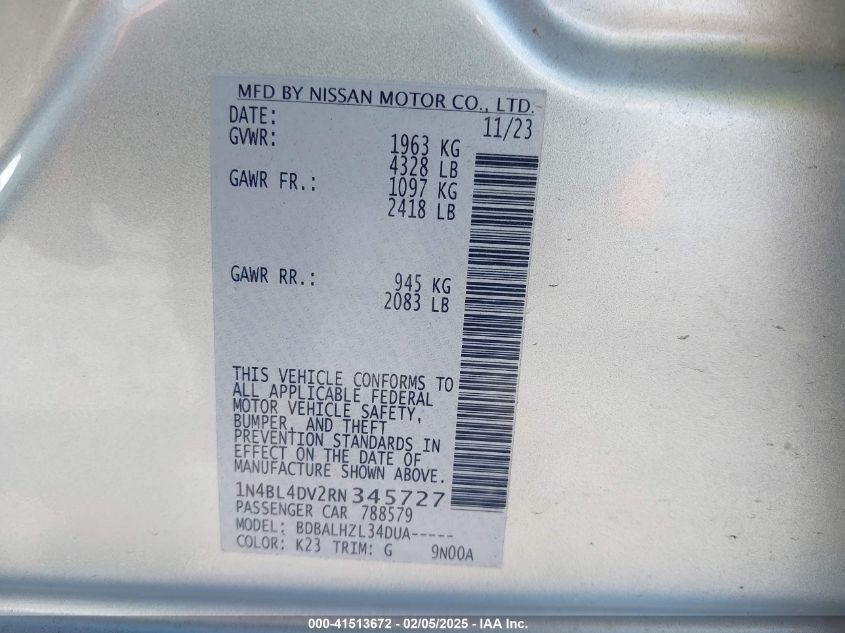 MFD BY NISSAN MOTOR CO., LTD.
DATE: 11/23
GVWR: 1963 KG
4328 LB
GAWR FR.: 1097 KG
2418 LB
GAWR RR.: 945 KG
2083 LB
THIS VEHICLE CONFORMS TO
ALL APPLICABLE FEDERAL
MOTOR VEHICLE SAFETY,
BUMPER, AND THEFT
PREVENTION STANDARDS IN
EFFECT ON THE DATE OF
MANUFACTURE SHOWN ABOVE.
1N4BL4DV2RN345727
PASSENGER CAR 788579
MODEL: BDBALHZL34DUA-----
COLOR: K23 TRIM: G 9N00A
000-41513672 - 02/05/2025 - IAA Inc.